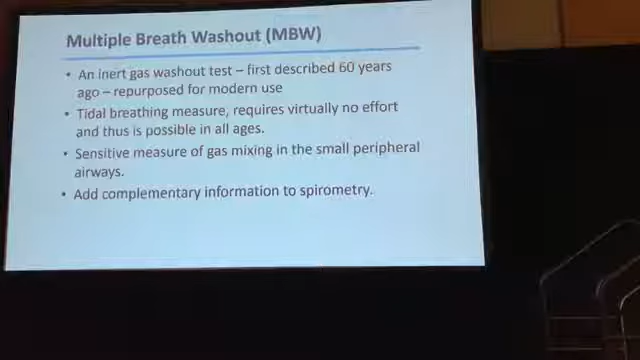 Multiple Breath Washout (MBW)
• An inert gas washout test – first described 60 years
ago – repurposed for modern use
• Tidal breathing measure, requires virtually no effort
and thus is possible in all ages.
• Sensitive measure of gas mixing in the small peripheral
airways.
• Add complementary information to spirometry.